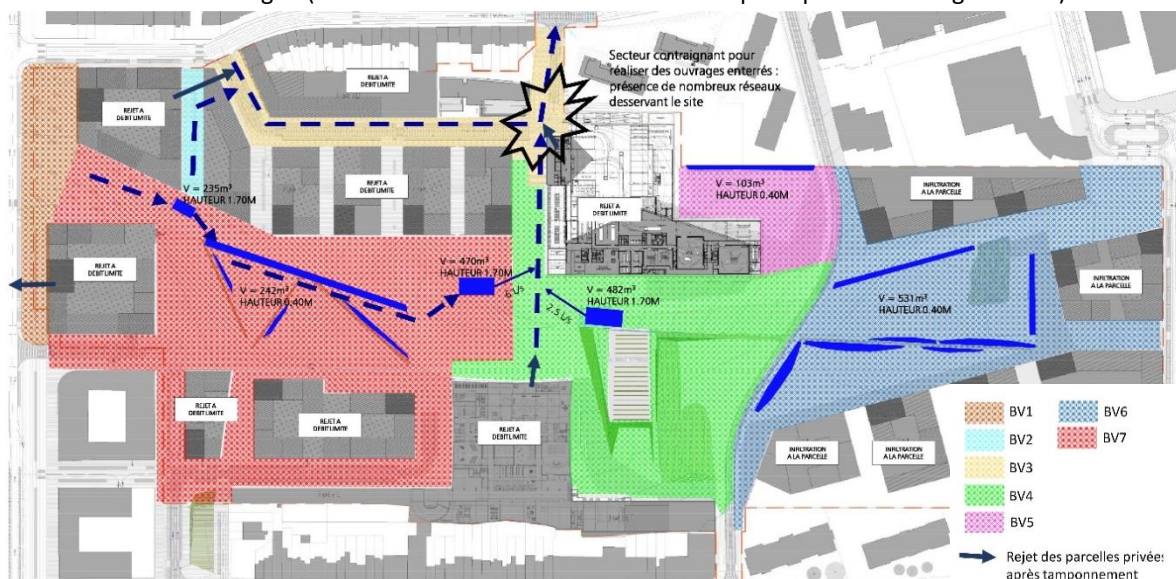 Secteur contraignant pour
réaliser des ouvrages enterrés :
présence de nombreux réseaux
desservant le site
REJET A
DEBIT LIMITE
REJET A
DEBIT LIMITE
REJET A
DEBIT LIMITE
REJET A
DEBIT LIMITE
V = 235m³
HAUTEUR 1.70M
V = 103m³
HAUTEUR 0.40M
INFILTRATION
A LA PARCELLE
REJET A
DEBIT LIMITE
V = 242m³
HAUTEUR 0.40M
V = 470m³
HAUTEUR 1.70M
6 L/s
2.5 L/s
V = 482m³
HAUTEUR 1.70M
V = 531m³
HAUTEUR 0.40M
INFILTRATION
A LA PARCELLE
REJET A
DEBIT LIMITE
REJET A
DEBIT LIMITE
REJET A
DEBIT LIMITE
INFILTRATION
A LA PARCELLE
INFILTRATION
A LA PARCELLE
BV1
BV2
BV3
BV4
BV5
BV6
BV7
Rejet des parcelles privées
après tamponnement